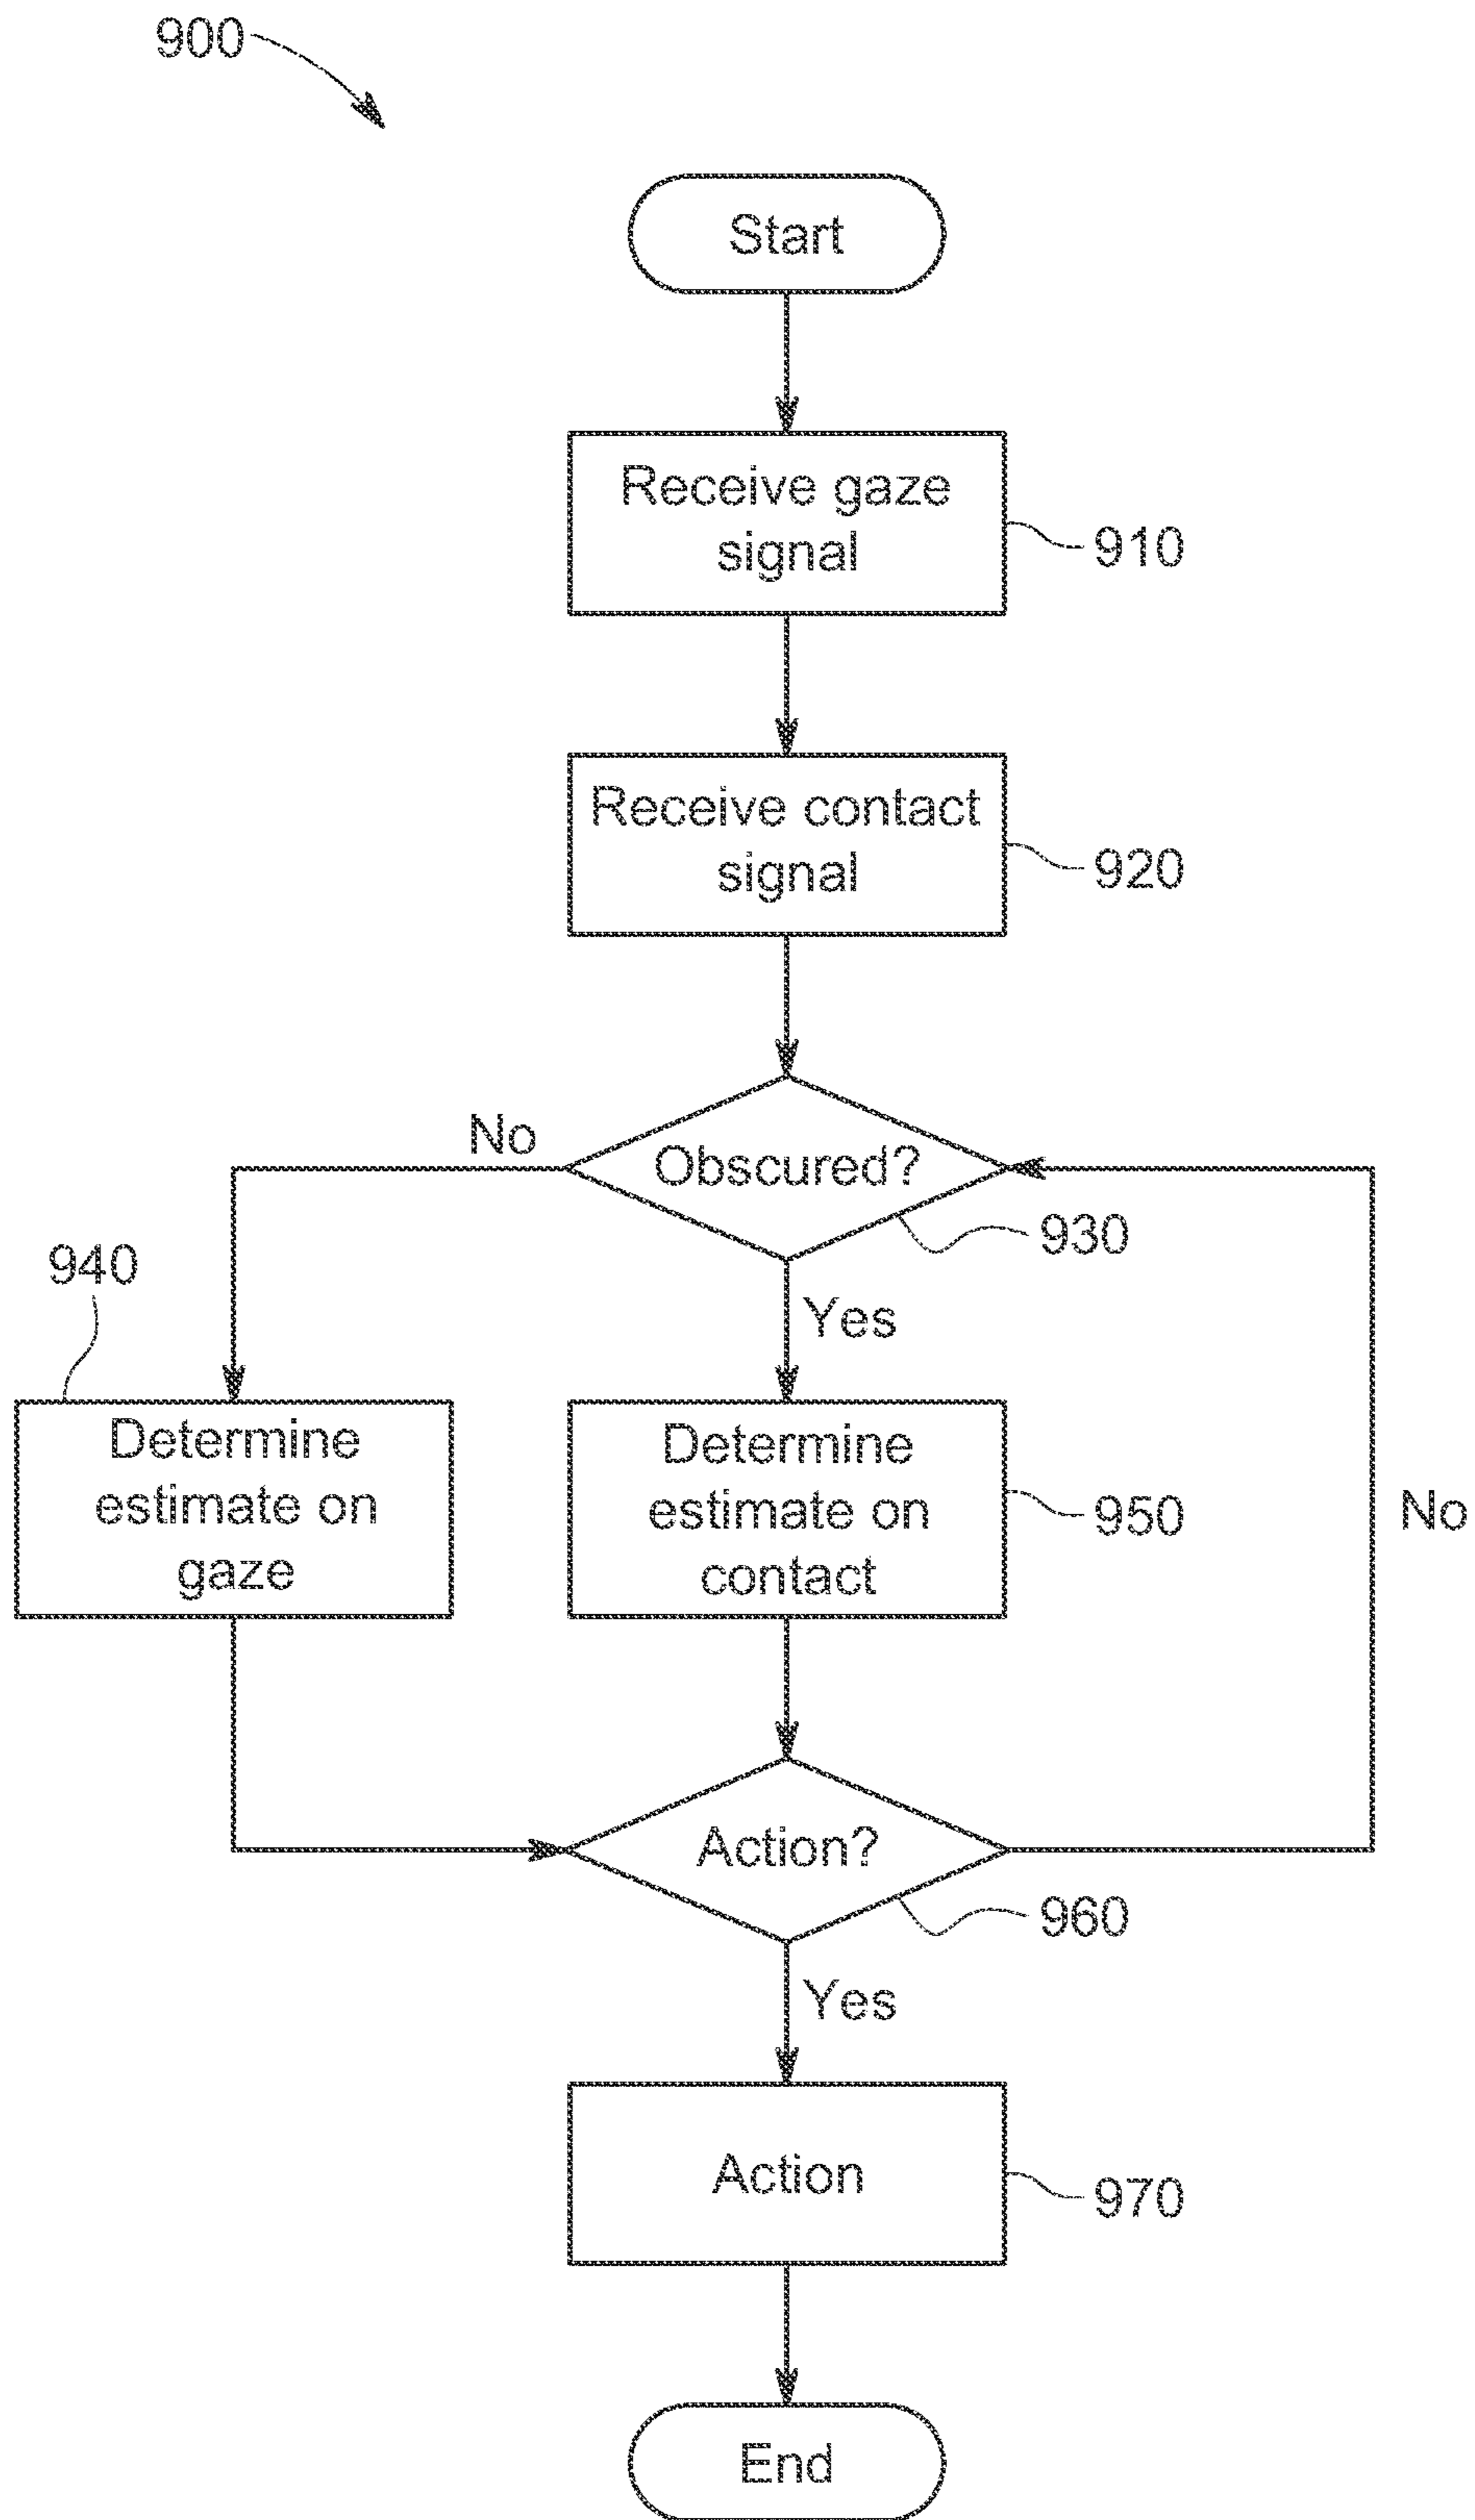 900
Start
Receive gaze
signal
910
Receive contact
signal
920
No
Obscured?
930
940
Yes
Determine
estimate on
gaze
Determine
estimate on
contact
950
No
Action?
960
Yes
Action
970
End